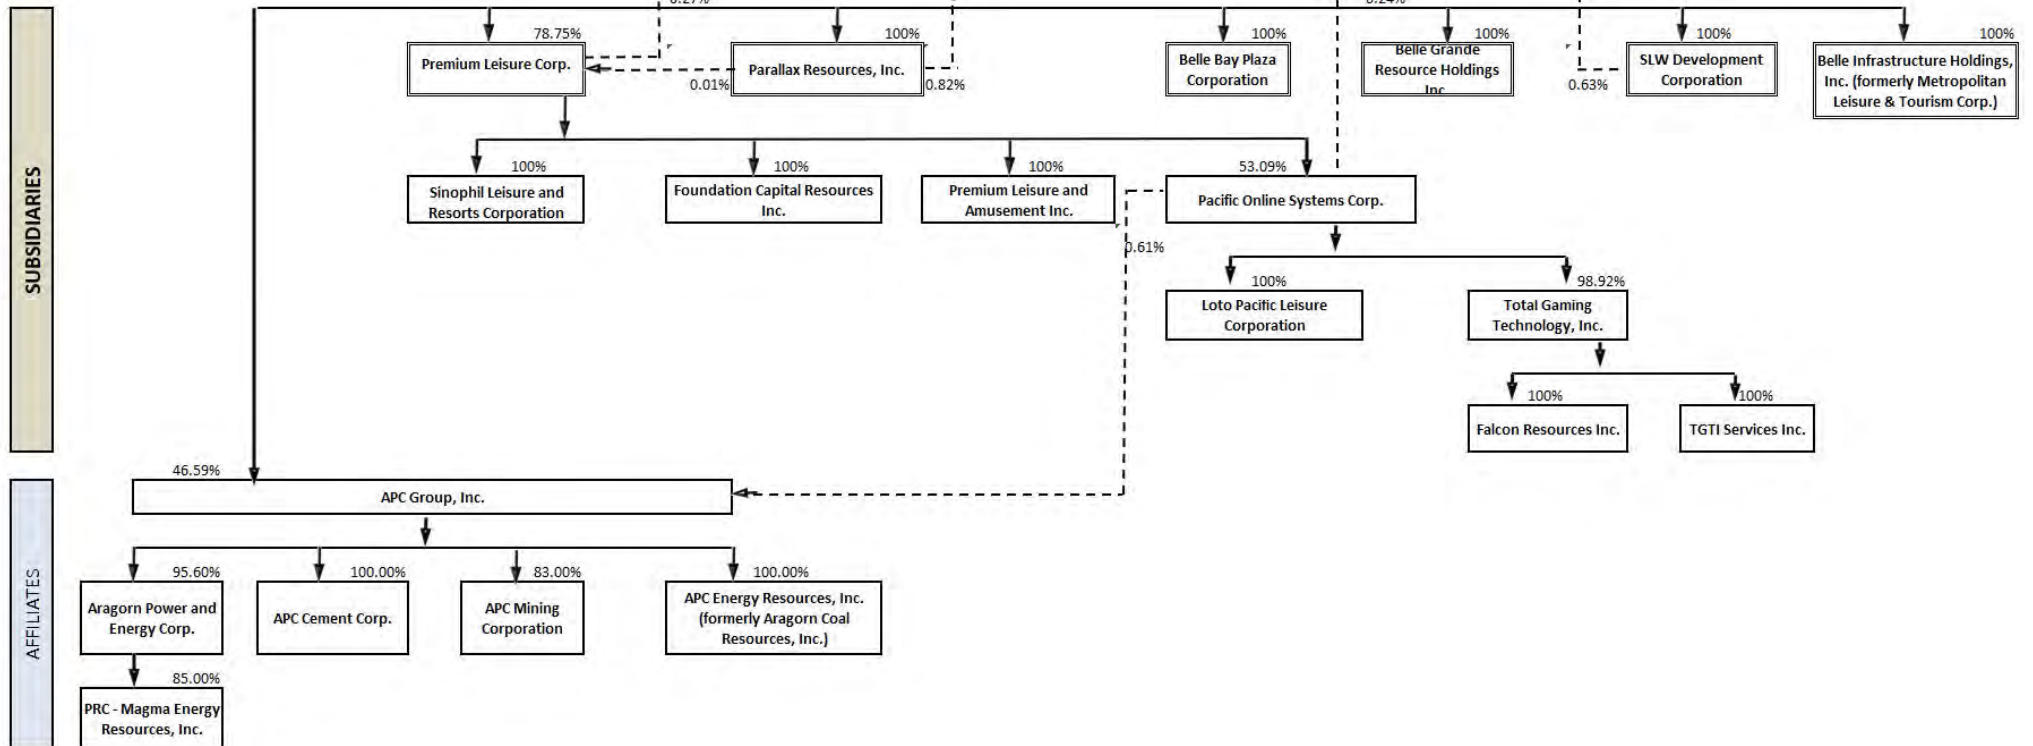 SUBSIDIARIES
78.75%
100%
100%
100%
100%
100%
Premium Leisure Corp.
Parallax Resources, Inc.
0.01%
0.82%
Belle Bay Plaza
Corporation
Belle Grande
Resource Holdings
Inc
0.63%
SLW Development
Corporation
Belle Infrastructure Holdings,
Inc. (formerly Metropolitan
Leisure & Tourism Corp.)
100%
100%
100%
53.09%
Sinophil Leisure and
Resorts Corporation
Foundation Capital Resources
Inc.
Premium Leisure and
Amusement Inc.
Pacific Online Systems Corp.
0.61%
100%
98.92%
Loto Pacific Leisure
Corporation
Total Gaming
Technology, Inc.
100%
100%
Falcon Resources Inc.
TGTI Services Inc.
AFFILIATES
46.59%
APC Group, Inc.
95.60%
100.00%
83.00%
100.00%
Aragorn Power and
Energy Corp.
APC Cement Corp.
APC Mining
Corporation
APC Energy Resources, Inc.
(formerly Aragorn Coal
Resources, Inc.)
85.00%
PRC - Magma Energy
Resources, Inc.